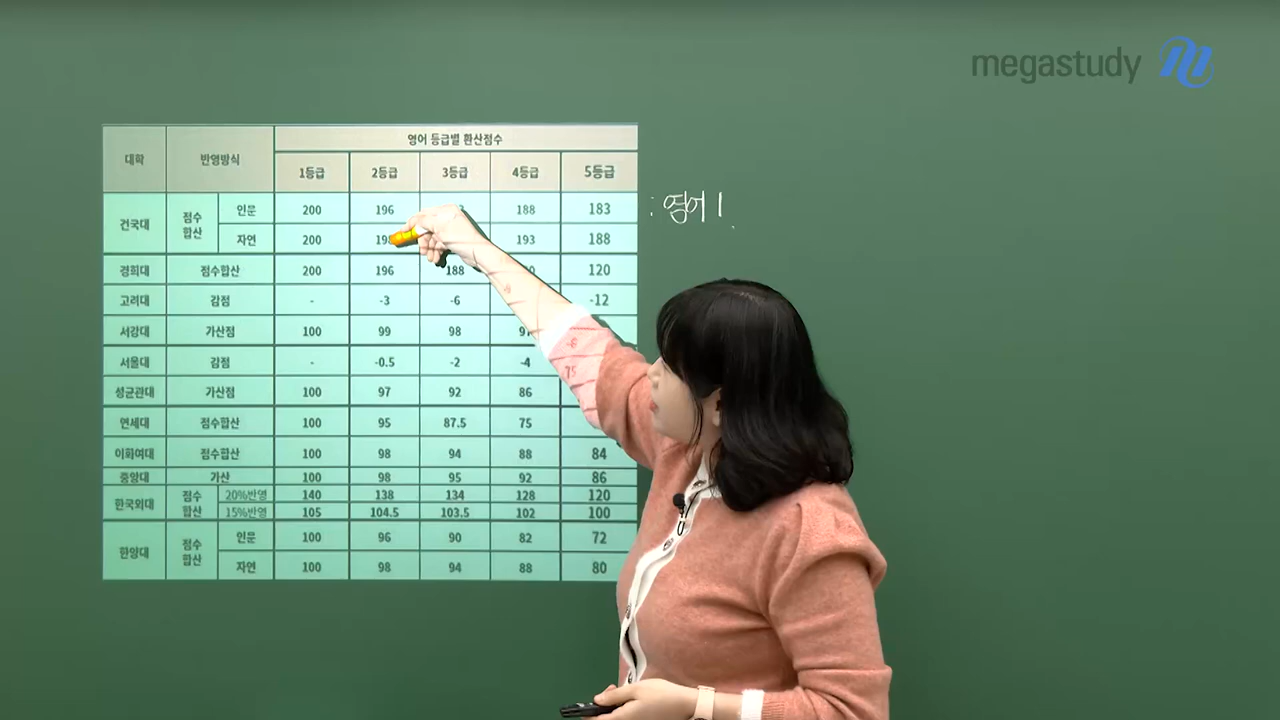 megastudy
대학 반영방식 영어 등급별 환산점수
1등급 2등급 3등급 4등급 5등급
건국대 점수합산 인문 200 196 188 183
자연 200 193 188
경희대 점수합산 200 196 188 120
고려대 감점 - -3 -6 -12
서강대 가산점 100 99 98
서울대 감점 - -0.5 -2 -4
성균관대 가산점 100 97 92 86
연세대 점수합산 100 95 87.5 75
이화여대 점수합산 100 98 94 88 84
중앙대 가산 100 98 95 92 86
한국외대 점수합산 20%반영 140 138 134 128 120
15%반영 105 104.5 103.5 102 100
한양대 점수합산 인문 100 96 90 82 72
자연 100 98 94 88 80
: 영어 1